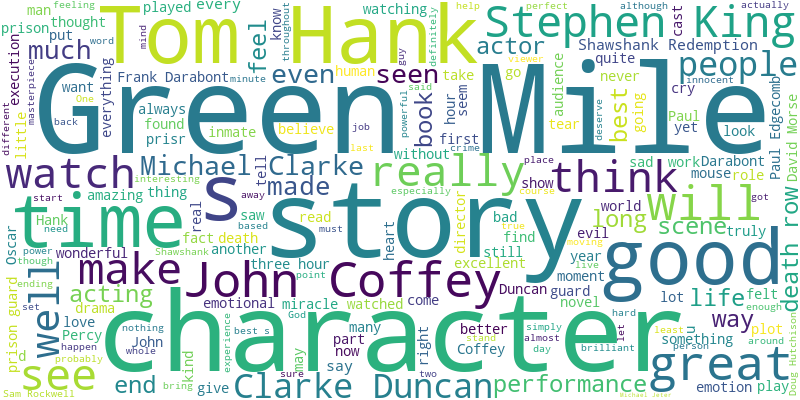 Green Mile
story
character
Tom Hank
John Coffey
good
time
Stephen King
s
great
Michael Clarke
Clarke Duncan
watch
think
will
really
well
see
make
people
much
life
death row
scene
way
seen
even
feel
best
book
made
long
actor
performance
acting
end
man
every
played
prison
thought
watching
know
human
help
perfect
although
actually
feeling
put
word
mind
throughout
guy
definitely
cast
Shawshank Redemption
quite
viewer
execution
want
Frank Darabont
minute
take
go
audience
never
cry
innocent
different
masterpiece
everything
One
back
little
always
found
inmate
believe
hour
seem
powerful
said
job
last
crime
first
tear
going
Paul
yet
look
deserve
Paul Edgecomb
David Morse
prisr
tell
without
place
sad
work
Darabont
mouse
role
interesting
start
amazing
thing
away
especially
course
show
world
got
Oscar
Hank
need
real
saw
based
read
must
heart
director
true
bad
moving
evil
truly
power
though
Shawshank
fact
death
another
three hour
point
excellent
still
find
live
year
moment
felt
enough
wonderful
ending
set
drama
emotional
miracle
God
watched
come
Duncan
guard
novel
lot
plot
around
prison guard
love
John
nothing
experience
best s
many
better
stand
simply
almost
brilliant
hard
let
least
u
something
person
d
Percy
happen
whole
kind
may
part
now
right
Coffey
day
probably
bring
give
sure
say
two
emotion
play
Doug Hutchison
Sam Rockwell
Michael Jeter